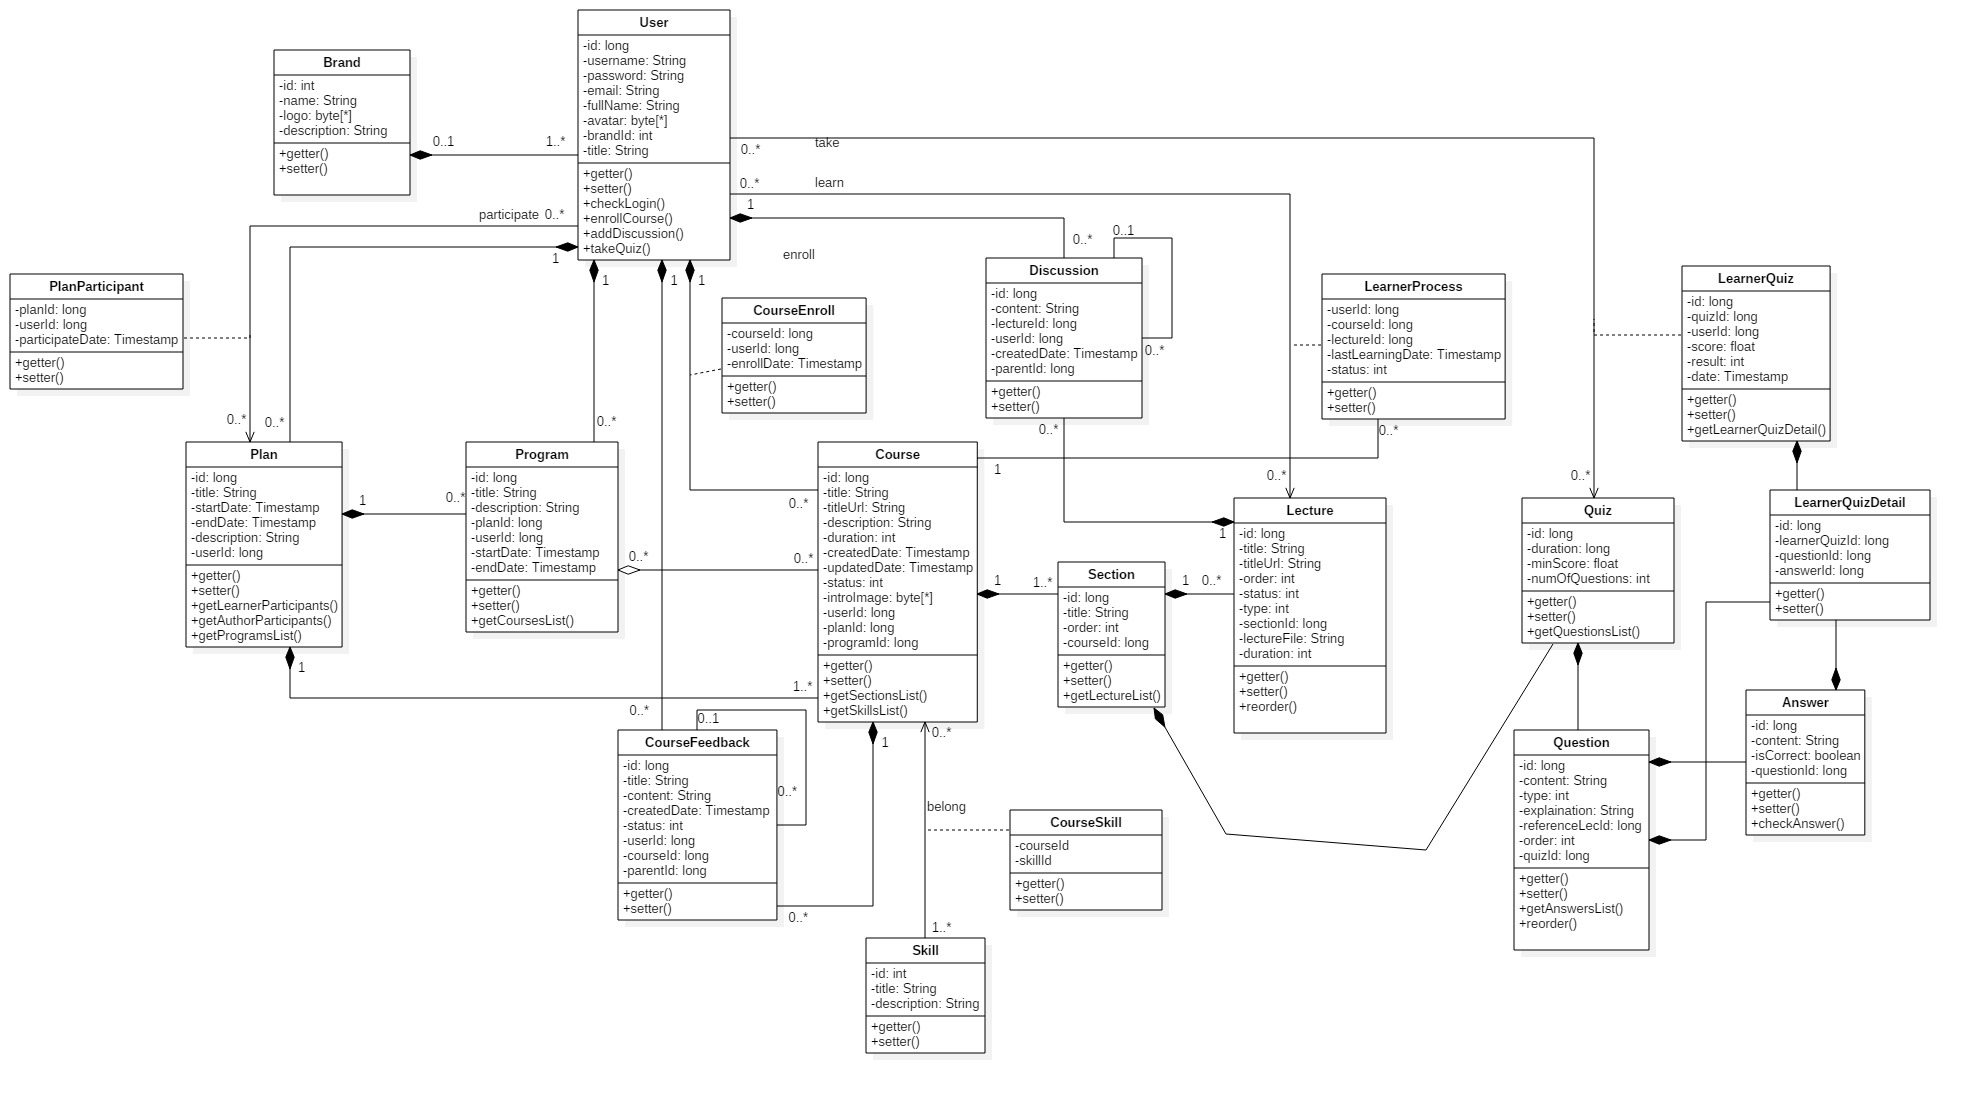 User
-id: long
-username: String
-password: String
-email: String
-fullName: String
-avatar: byte[*]
-brandId: int
-title: String
+getter()
+setter()
+checkLogin()
+enrollCourse()
+addDiscussion()
+takeQuiz()
Brand
-id: int
-name: String
-logo: byte[*]
-description: String
+getter()
+setter()
0..1
1..*
take
0..*
learn
0..*
1
participate 0..*
1
enroll
1
1
1
0..*
0..1
0..*
PlanParticipant
-planId: long
-userId: long
-participateDate: Timestamp
+getter()
+setter()
CourseEnroll
-courseId: long
-userId: long
-enrollDate: Timestamp
+getter()
+setter()
Discussion
-id: long
-content: String
-lectureId: long
-userId: long
-createdDate: Timestamp
-parentId: long
+getter()
+setter()
LearnerProcess
-userId: long
-courseId: long
-lectureId: long
-lastLearningDate: Timestamp
-status: int
+getter()
+setter()
LearnerQuiz
-id: long
-quizId: long
-userId: long
-score: float
-result: int
-date: Timestamp
+getter()
+setter()
+getLearnerQuizDetail()
0..*
0..*
0..*
0..*
0..*
Plan
-id: long
-title: String
-startDate: Timestamp
-endDate: Timestamp
-description: String
-userId: long
+getter()
+setter()
+getLearnerParticipants()
+getAuthorParticipants()
+getProgramsList()
1
0..*
Program
-id: long
-title: String
-description: String
-planId: long
-userId: long
-startDate: Timestamp
-endDate: Timestamp
+getter()
+setter()
+getCoursesList()
0..*
0..*
0..*
Course
-id: long
-title: String
-titleUrl: String
-description: String
-duration: int
-createdDate: Timestamp
-updatedDate: Timestamp
-status: int
-introImage: byte[*]
-userId: long
-planId: long
-programId: long
+getter()
+setter()
+getSectionsList()
+getSkillsList()
1
0..*
0..*
1
1..*
Section
-id: long
-title: String
-order: int
-courseId: long
+getter()
+setter()
+getLectureList()
1
0..*
1
Lecture
-id: long
-title: String
-titleUrl: String
-order: int
-status: int
-type: int
-sectionId: long
-lectureFile: String
-duration: int
+getter()
+setter()
+reorder()
Quiz
-id: long
-duration: long
-minScore: float
-numOfQuestions: int
+getter()
+setter()
+getQuestionsList()
LearnerQuizDetail
-id: long
-learnerQuizId: long
-questionId: long
-answerId: long
+getter()
+setter()
1
1..*
0..*
0..1
1
0..*
CourseFeedback
-id: long
-title: String
-content: String
-createdDate: Timestamp
-status: int
-userId: long
-courseId: long
-parentId: long
+getter()
+setter()
0..*
0..*
belong
CourseSkill
-courseId
-skillId
+getter()
+setter()
Question
-id: long
-content: String
-type: int
-explaination: String
-referenceLecId: long
-order: int
-quizId: long
+getter()
+setter()
+getAnswersList()
+reorder()
Answer
-id: long
-content: String
-isCorrect: boolean
-questionId: long
+getter()
+setter()
+checkAnswer()
1..*
Skill
-id: int
-title: String
-description: String
+getter()
+setter()